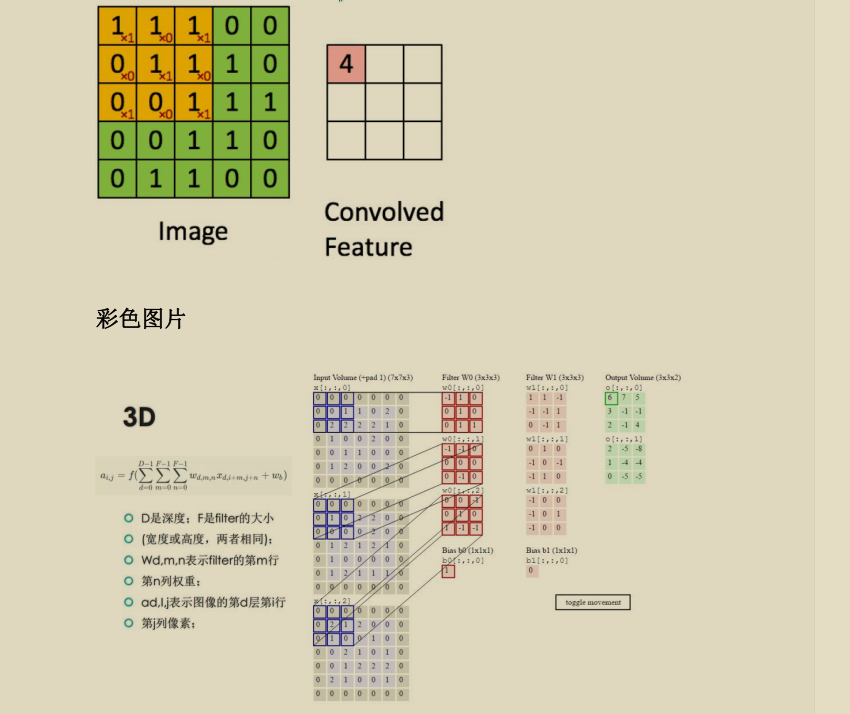 1×1 1×0 1×1 0 0
0×0 1×1 1×0 1 0
0×1 0×0 1×1 1 1
0 0 1 1 0
0 1 1 0 0
4
Image
Convolved
Feature
彩色图片
3D
a_{i,j} = f(\sum_{d=0}^{D-1}\sum_{m=0}^{F-1}\sum_{n=0}^{F-1} w_{d,m,n}x_{d,i+m,j+n} + w_b)
D是深度；F是filter的大小
(宽度或高度，两者相同)；
Wd,m,n表示filter的第m行
第n列权重；
ad,I,j表示图像的第d层第i行
第j列像素；
Input Volume (+pad 1) (7x7x3)
x[:,:,0]
0 0 0 0 0 0 0
0 0 1 1 0 2 0
0 2 2 2 2 1 0
0 1 0 0 2 0 0
0 0 1 1 0 0 0
0 1 2 0 0 2 0
0 0 0 0 0 0 0
x[:,:,1]
0 0 0 0 0 0 0
0 1 0 2 2 0 0
0 0 0 0 2 0 0
0 1 2 1 2 1 0
0 1 0 0 0 0 0
0 1 2 1 1 1 0
0 0 0 0 0 0 0
x[:,:,2]
0 0 0 0 0 0 0
0 2 1 2 0 0 0
0 1 0 0 1 0 0
0 0 2 1 0 1 0
0 0 1 2 2 2 0
0 2 1 0 0 1 0
0 0 0 0 0 0 0
Filter W0 (3x3x3)
w0[:,:,0]
-1 1 0
0 1 0
0 1 1
w0[:,:,1]
-1 -1 0
0 0 0
0 -1 0
w0[:,:,2]
0 0 -1
0 1 0
1 -1 -1
Bias b0 (1x1x1)
b0[:,:,0]
1
Filter W1 (3x3x3)
w1[:,:,0]
1 1 -1
-1 -1 1
0 -1 1
w1[:,:,1]
0 1 0
-1 0 -1
-1 1 0
w1[:,:,2]
-1 0 0
-1 0 1
-1 0 0
Bias b1 (1x1x1)
b1[:,:,0]
0
Output Volume (3x3x2)
o[:,:,0]
6 7 5
3 -1 -1
2 -1 4
o[:,:,1]
2 -5 -8
1 -4 -4
0 -5 -5
toggle movement